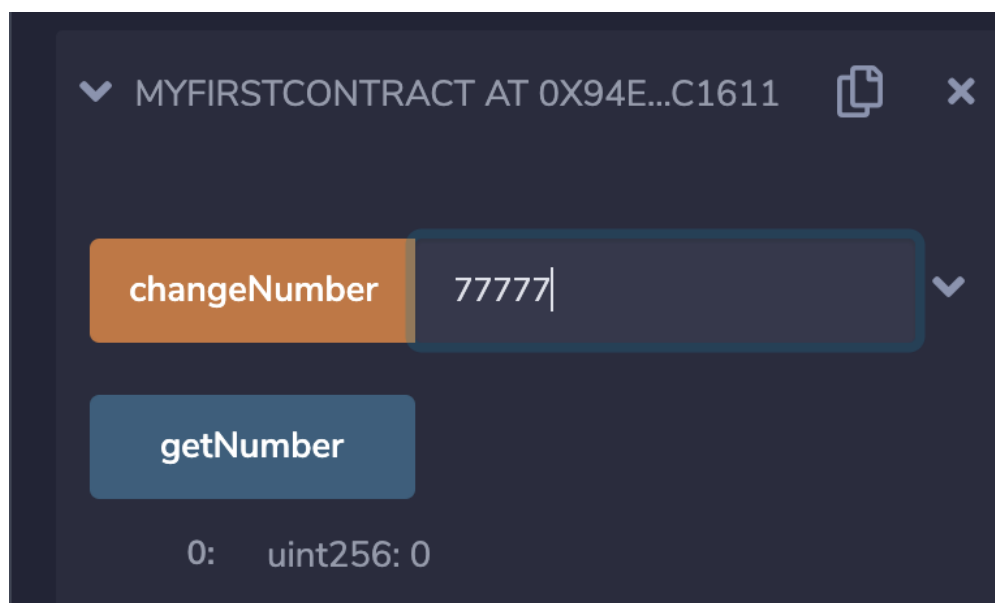 MYFIRSTCONTRACT AT 0X94E...C1611
changeNumber 77777
getNumber
0: uint256: 0